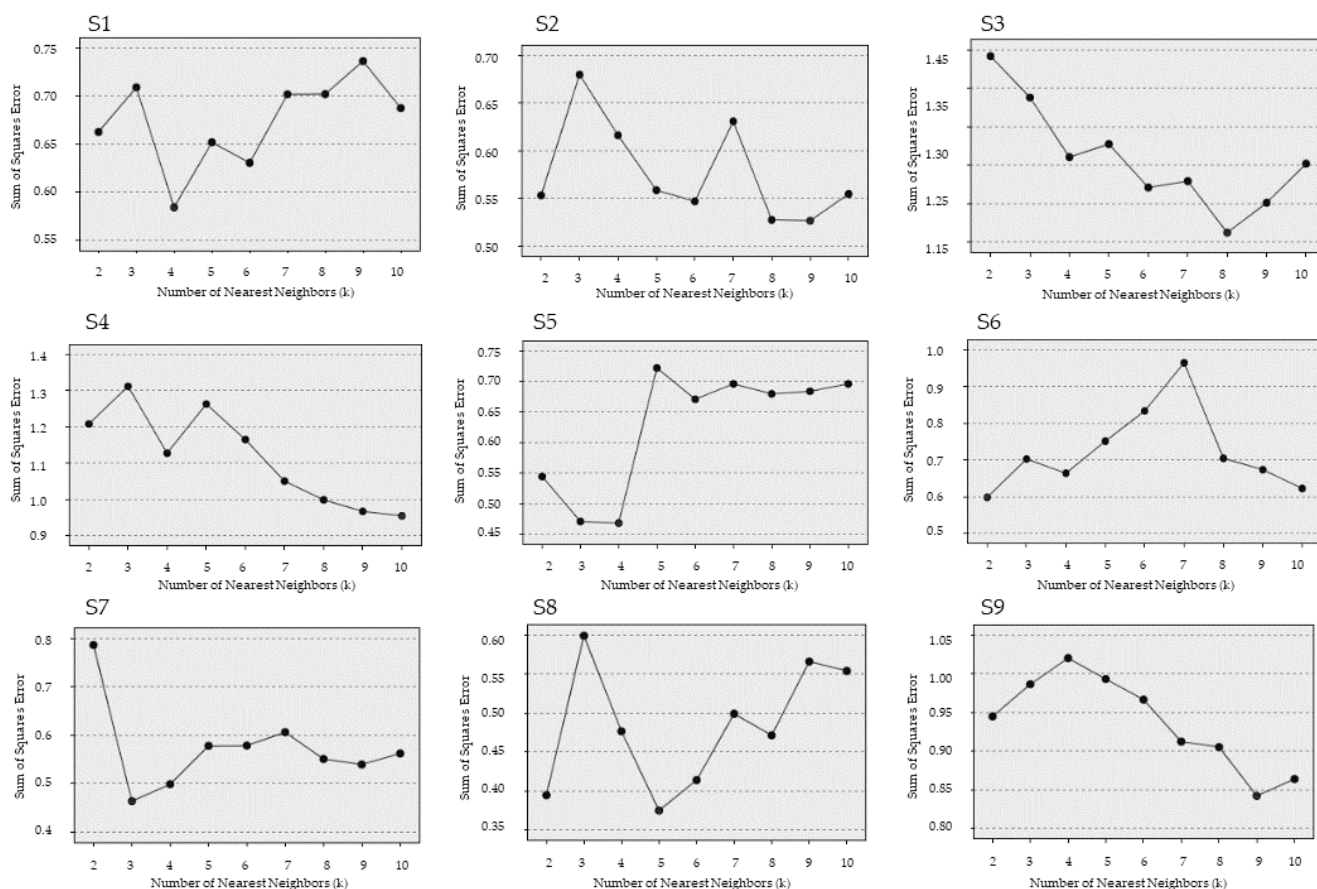 S1
Sum of Squares Error
0.75
0.70
0.65
0.60
0.55
2 3 4 5 6 7 8 9 10
Number of Nearest Neighbors (k)
S2
Sum of Squares Error
0.70
0.65
0.60
0.55
0.50
2 3 4 5 6 7 8 9 10
Number of Nearest Neighbors (k)
S3
Sum of Squares Error
1.45
1.35
1.30
1.25
1.15
2 3 4 5 6 7 8 9 10
Number of Nearest Neighbors (k)
S4
Sum of Squares Error
1.4
1.3
1.2
1.1
1.0
0.9
2 3 4 5 6 7 8 9 10
Number of Nearest Neighbors (k)
S5
Sum of Squares Error
0.75
0.70
0.65
0.60
0.55
0.50
0.45
2 3 4 5 6 7 8 9 10
Number of Nearest Neighbors (k)
S6
Sum of Squares Error
1.0
0.9
0.8
0.7
0.6
0.5
2 3 4 5 6 7 8 9 10
Number of Nearest Neighbors (k)
S7
Sum of Squares Error
0.8
0.7
0.6
0.5
0.4
2 3 4 5 6 7 8 9 10
Number of Nearest Neighbors (k)
S8
Sum of Squares Error
0.60
0.55
0.50
0.45
0.40
0.35
2 3 4 5 6 7 8 9 10
Number of Nearest Neighbors (k)
S9
Sum of Squares Error
1.05
1.00
0.95
0.90
0.85
0.80
2 3 4 5 6 7 8 9 10
Number of Nearest Neighbors (k)